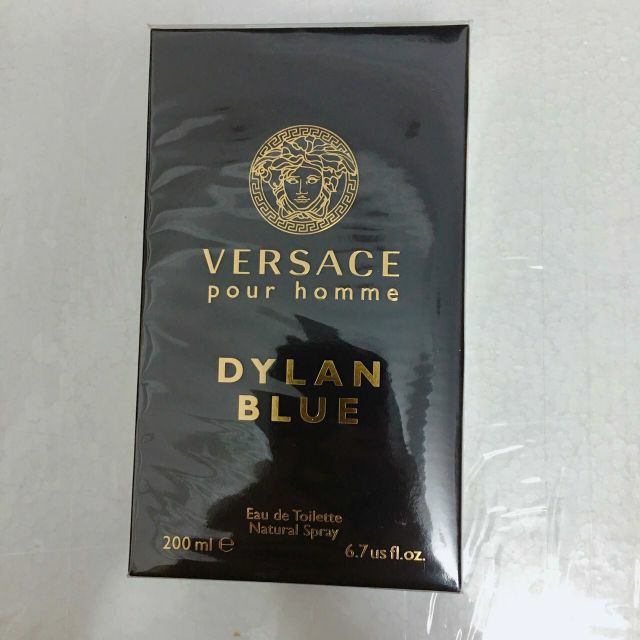 VERSACE
pour homme
DYLAN
BLUE
Eau de Toilette
Natural Spray
200 ml ℮ 6.7 us fl.oz.